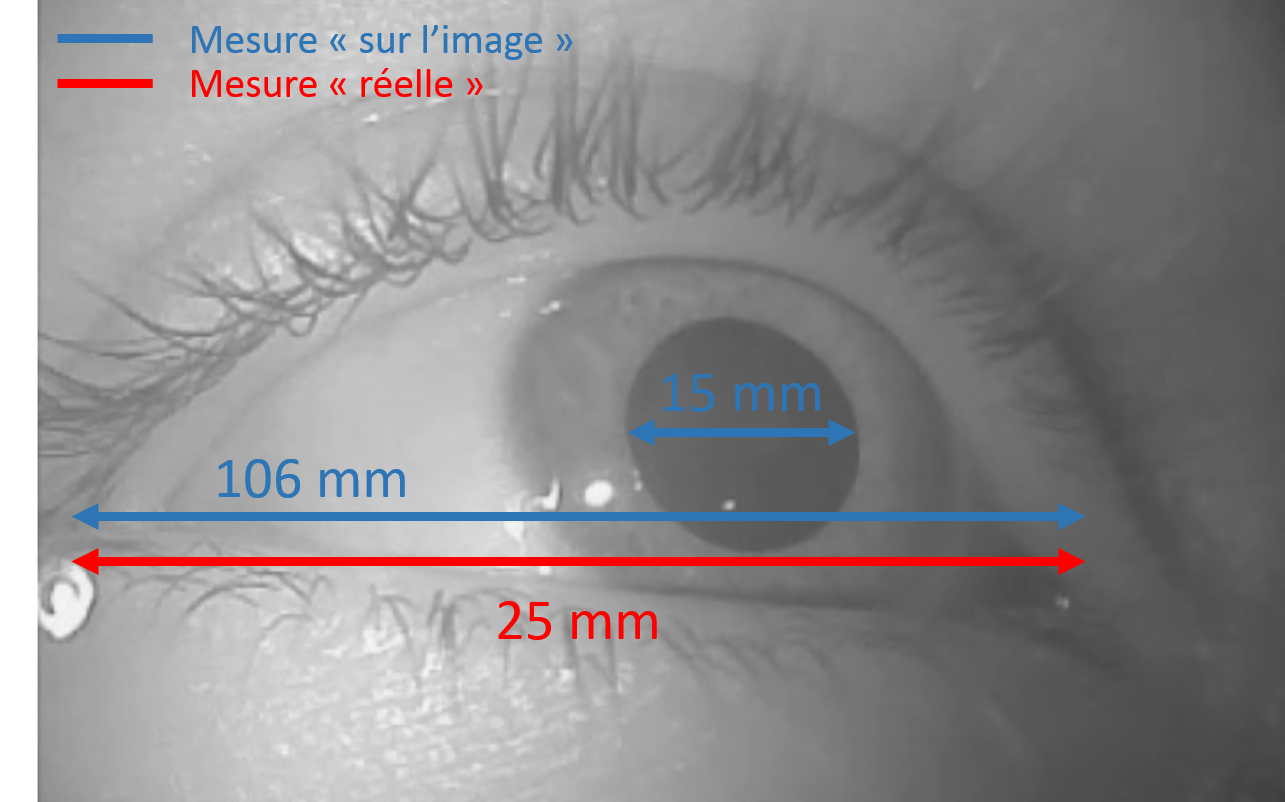 Mesure « sur l’image »
Mesure « réelle »
15 mm
106 mm
25 mm